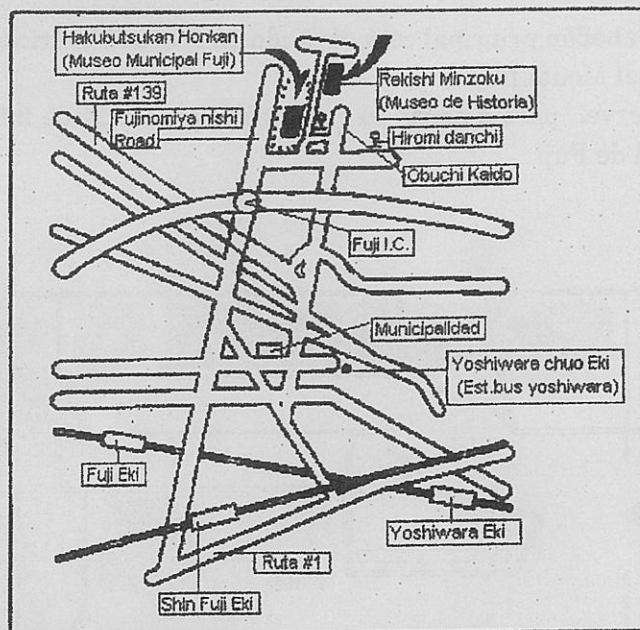 Hakubutsukan Honkan
(Museo Municipal Fuji)
Rekishi Minzoku
(Museo de Historia)
Ruta #139
Fujinomiya nishi
Road
Hiromi danchi
Obuchi Kaido
Fuji I.C.
Municipalidad
Yoshiwara chuo Eki
(Est.bus yoshiwara)
Fuji Eki
Yoshiwara Eki
Ruta #1
Shin Fuji Eki